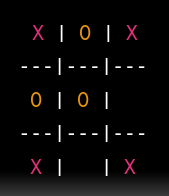 X | O | X
---|---|---
O | O |
---|---|---
X |   | X